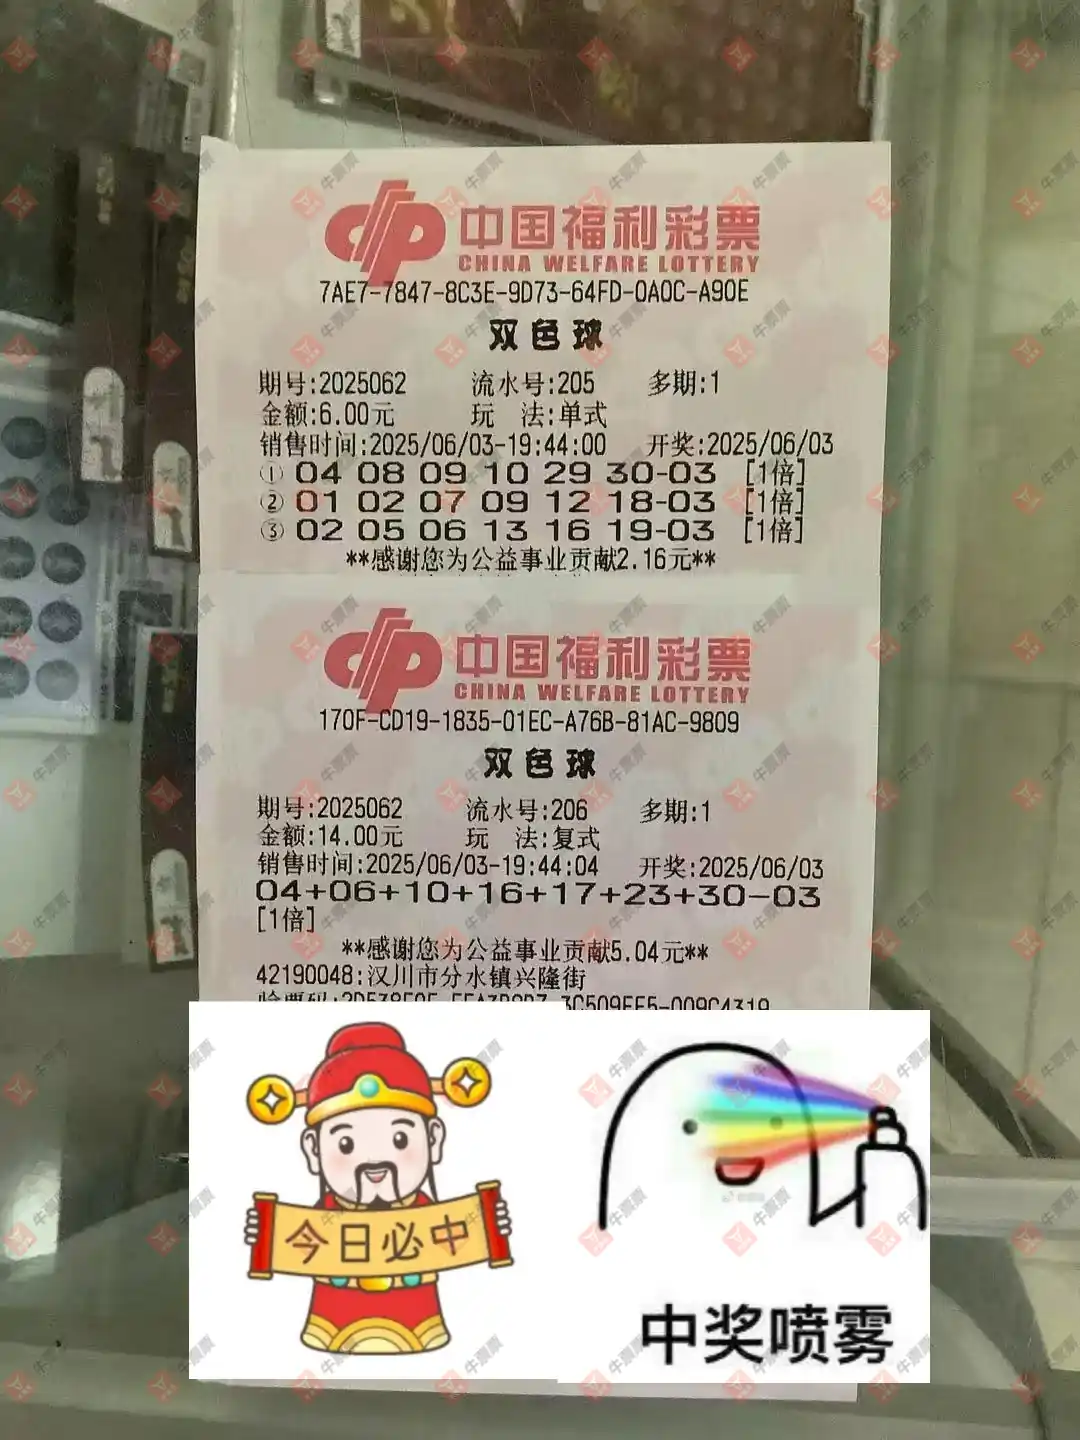 中国福利彩票
CHINA WELFARE LOTTERY
7AE7-7847-8C3E-9D73-64FD-0A0C-A90E
双色球
期号:2025062 流水号:205 多期:1
金额:6.00元 玩 法:单式
销售时间:2025/06/03-19:44:00 开奖:2025/06/03
① 04 08 09 10 29 30-03 [1倍]
② 01 02 07 09 12 18-03 [1倍]
③ 02 05 06 13 16 19-03 [1倍]
**感谢您为公益事业贡献2.16元**
中国福利彩票
CHINA WELFARE LOTTERY
170F-CD19-1835-01EC-A76B-81AC-9809
双色球
期号:2025062 流水号:206 多期:1
金额:14.00元 玩 法:复式
销售时间:2025/06/03-19:44:04 开奖:2025/06/03
04+06+10+16+17+23+30-03
[1倍]
**感谢您为公益事业贡献5.04元**
42190048:汉川市分水镇兴隆街
今日必中
中奖喷雾
牛票票